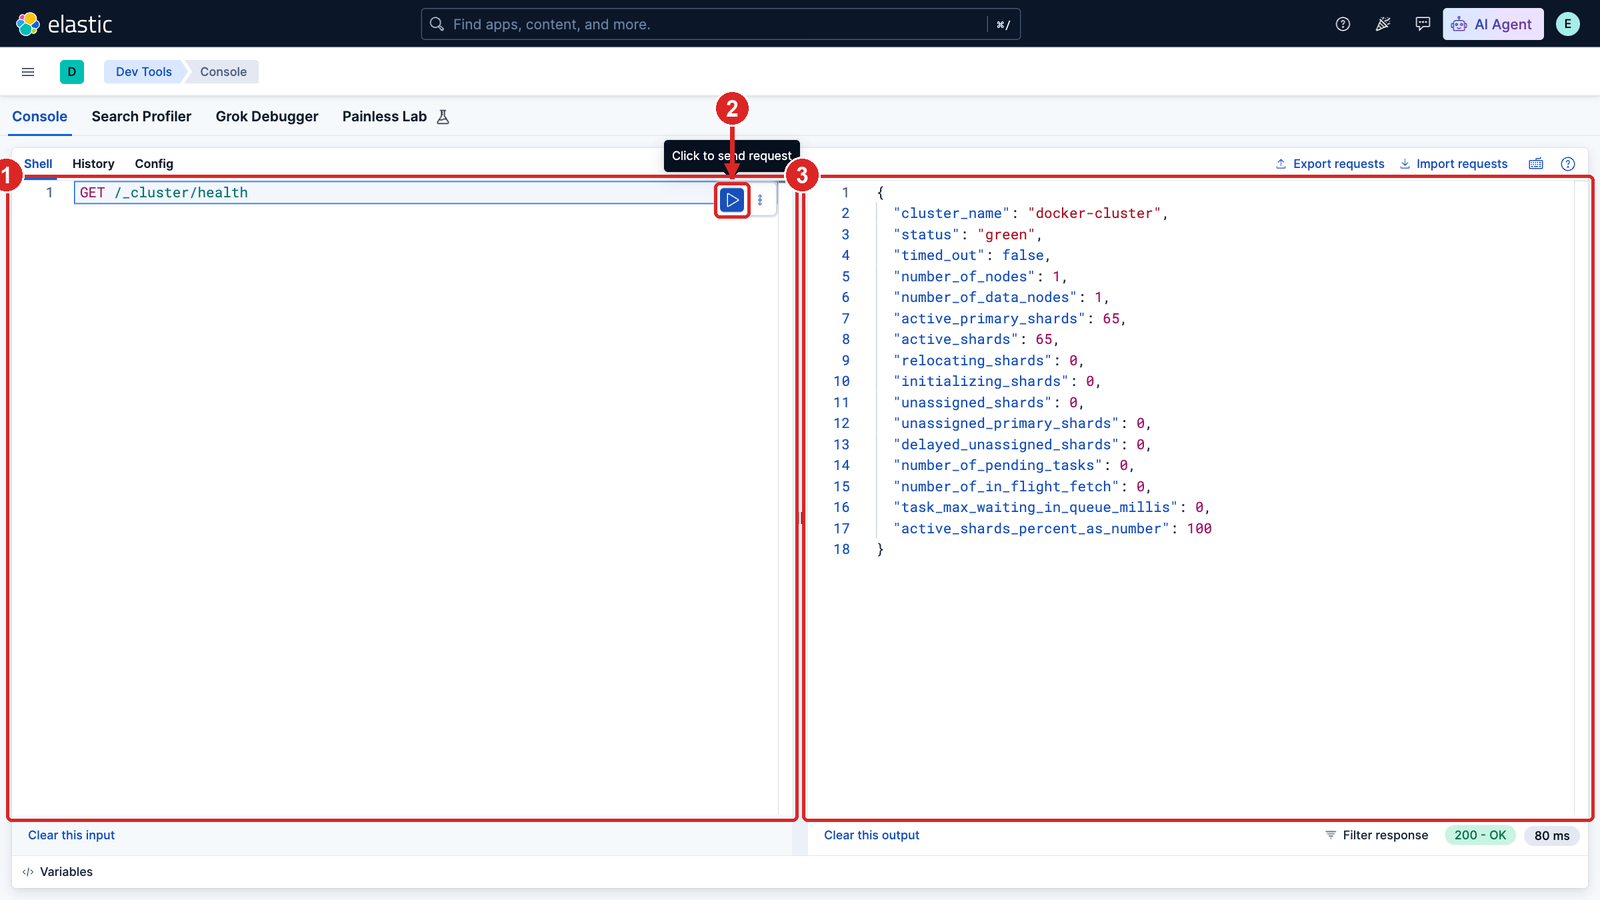 elastic
Find apps, content, and more.
⌘/
AI Agent
E
D
Dev Tools
Console
Console
Search Profiler
Grok Debugger
Painless Lab
2
Click to send request
1
Shell
History
Config
3
Export requests
Import requests
1 GET /_cluster/health
1 {
2 "cluster_name": "docker-cluster",
3 "status": "green",
4 "timed_out": false,
5 "number_of_nodes": 1,
6 "number_of_data_nodes": 1,
7 "active_primary_shards": 65,
8 "active_shards": 65,
9 "relocating_shards": 0,
10 "initializing_shards": 0,
11 "unassigned_shards": 0,
12 "unassigned_primary_shards": 0,
13 "delayed_unassigned_shards": 0,
14 "number_of_pending_tasks": 0,
15 "number_of_in_flight_fetch": 0,
16 "task_max_waiting_in_queue_millis": 0,
17 "active_shards_percent_as_number": 100
18 }
Clear this input
Clear this output
Filter response
200 - OK
80 ms
Variables